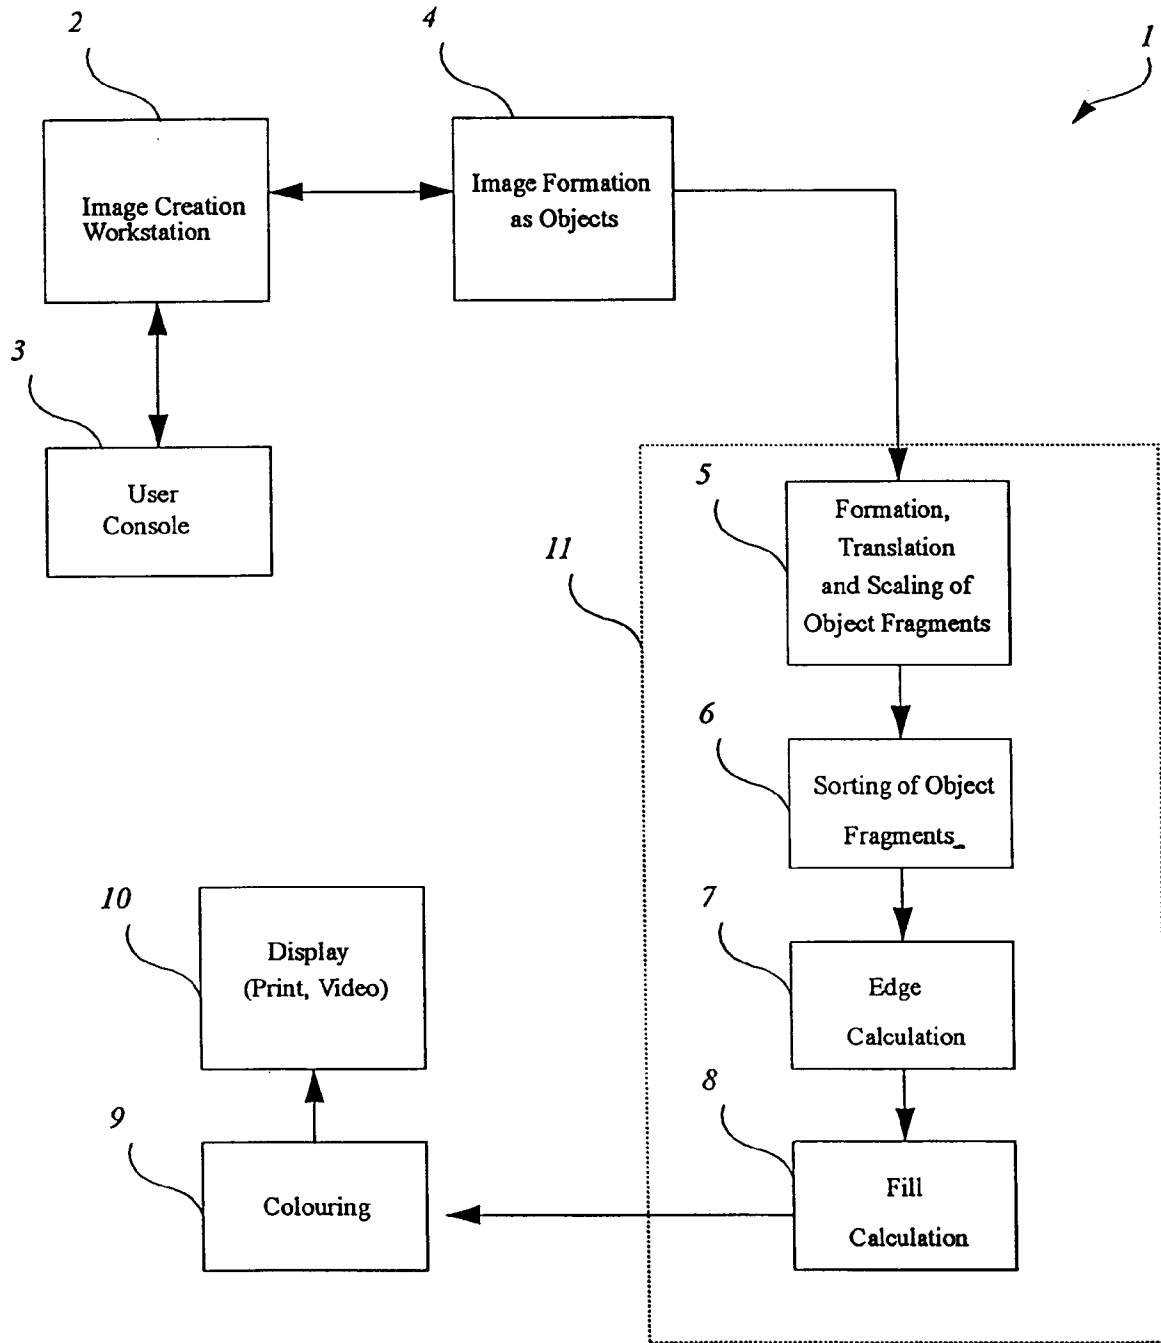 1
2
4
Image Creation
Workstation
Image Formation
as Objects
3
User
Console
5
Formation,
Translation
and Scaling of
Object Fragments
11
6
Sorting of Object
Fragments
7
Edge
Calculation
8
Fill
Calculation
10
Display
(Print, Video)
9
Colouring